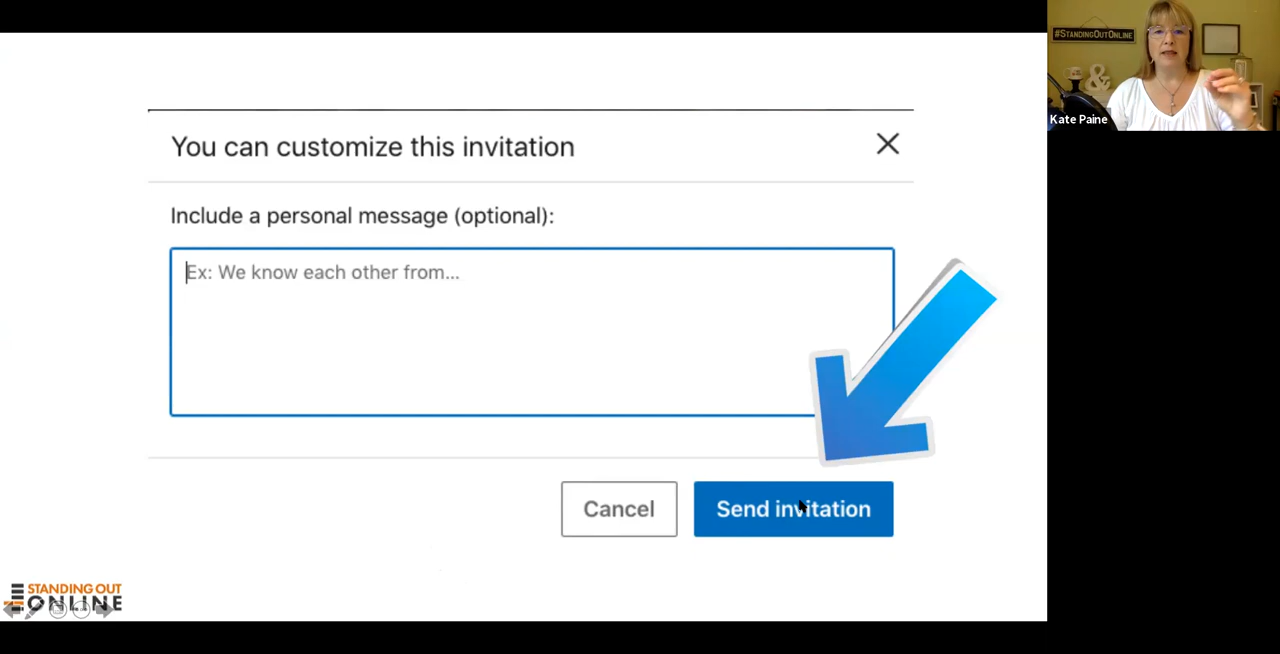 You can customize this invitation
Include a personal message (optional):
Ex: We know each other from...
Cancel
Send invitation
STANDING OUT
ONLINE
#STANDINGOUTONLINE
&
Kate Paine